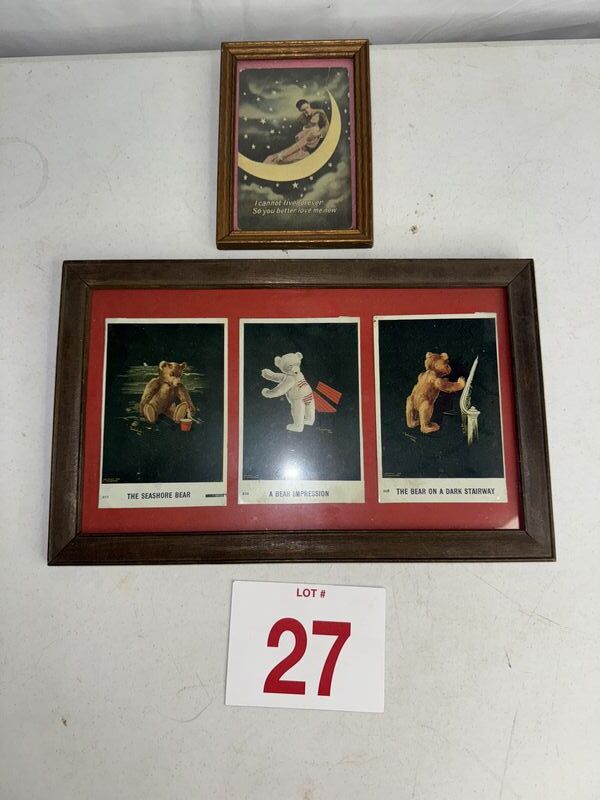 I cannot live forever
So you better love me now
THE SEASHORE BEAR
A BEAR IMPRESSION
THE BEAR ON A DARK STAIRWAY
LOT #
27